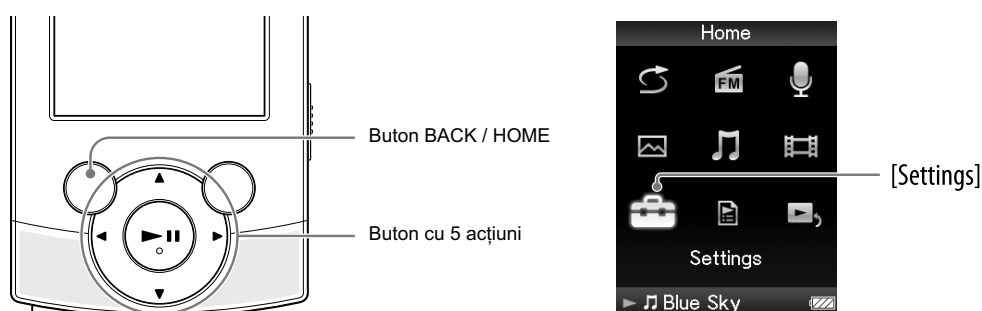 Buton BACK / HOME
Buton cu 5 acțiuni
Home
FM
[Settings]
Settings
Blue Sky